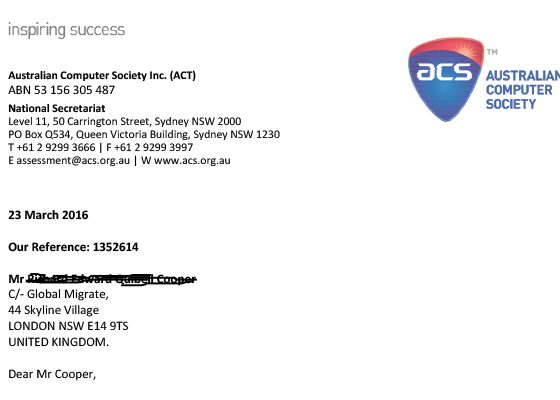 inspiring success
acs
TM
AUSTRALIAN
COMPUTER
SOCIETY
Australian Computer Society Inc. (ACT)
ABN 53 156 305 487
National Secretariat
Level 11, 50 Carrington Street, Sydney NSW 2000
PO Box Q534, Queen Victoria Building, Sydney NSW 1230
T +61 2 9299 3666 | F +61 2 9299 3997
E assessment@acs.org.au | W www.acs.org.au
23 March 2016
Our Reference: 1352614
Mr
C/- Global Migrate,
44 Skyline Village
LONDON NSW E14 9TS
UNITED KINGDOM.
Dear Mr Cooper,